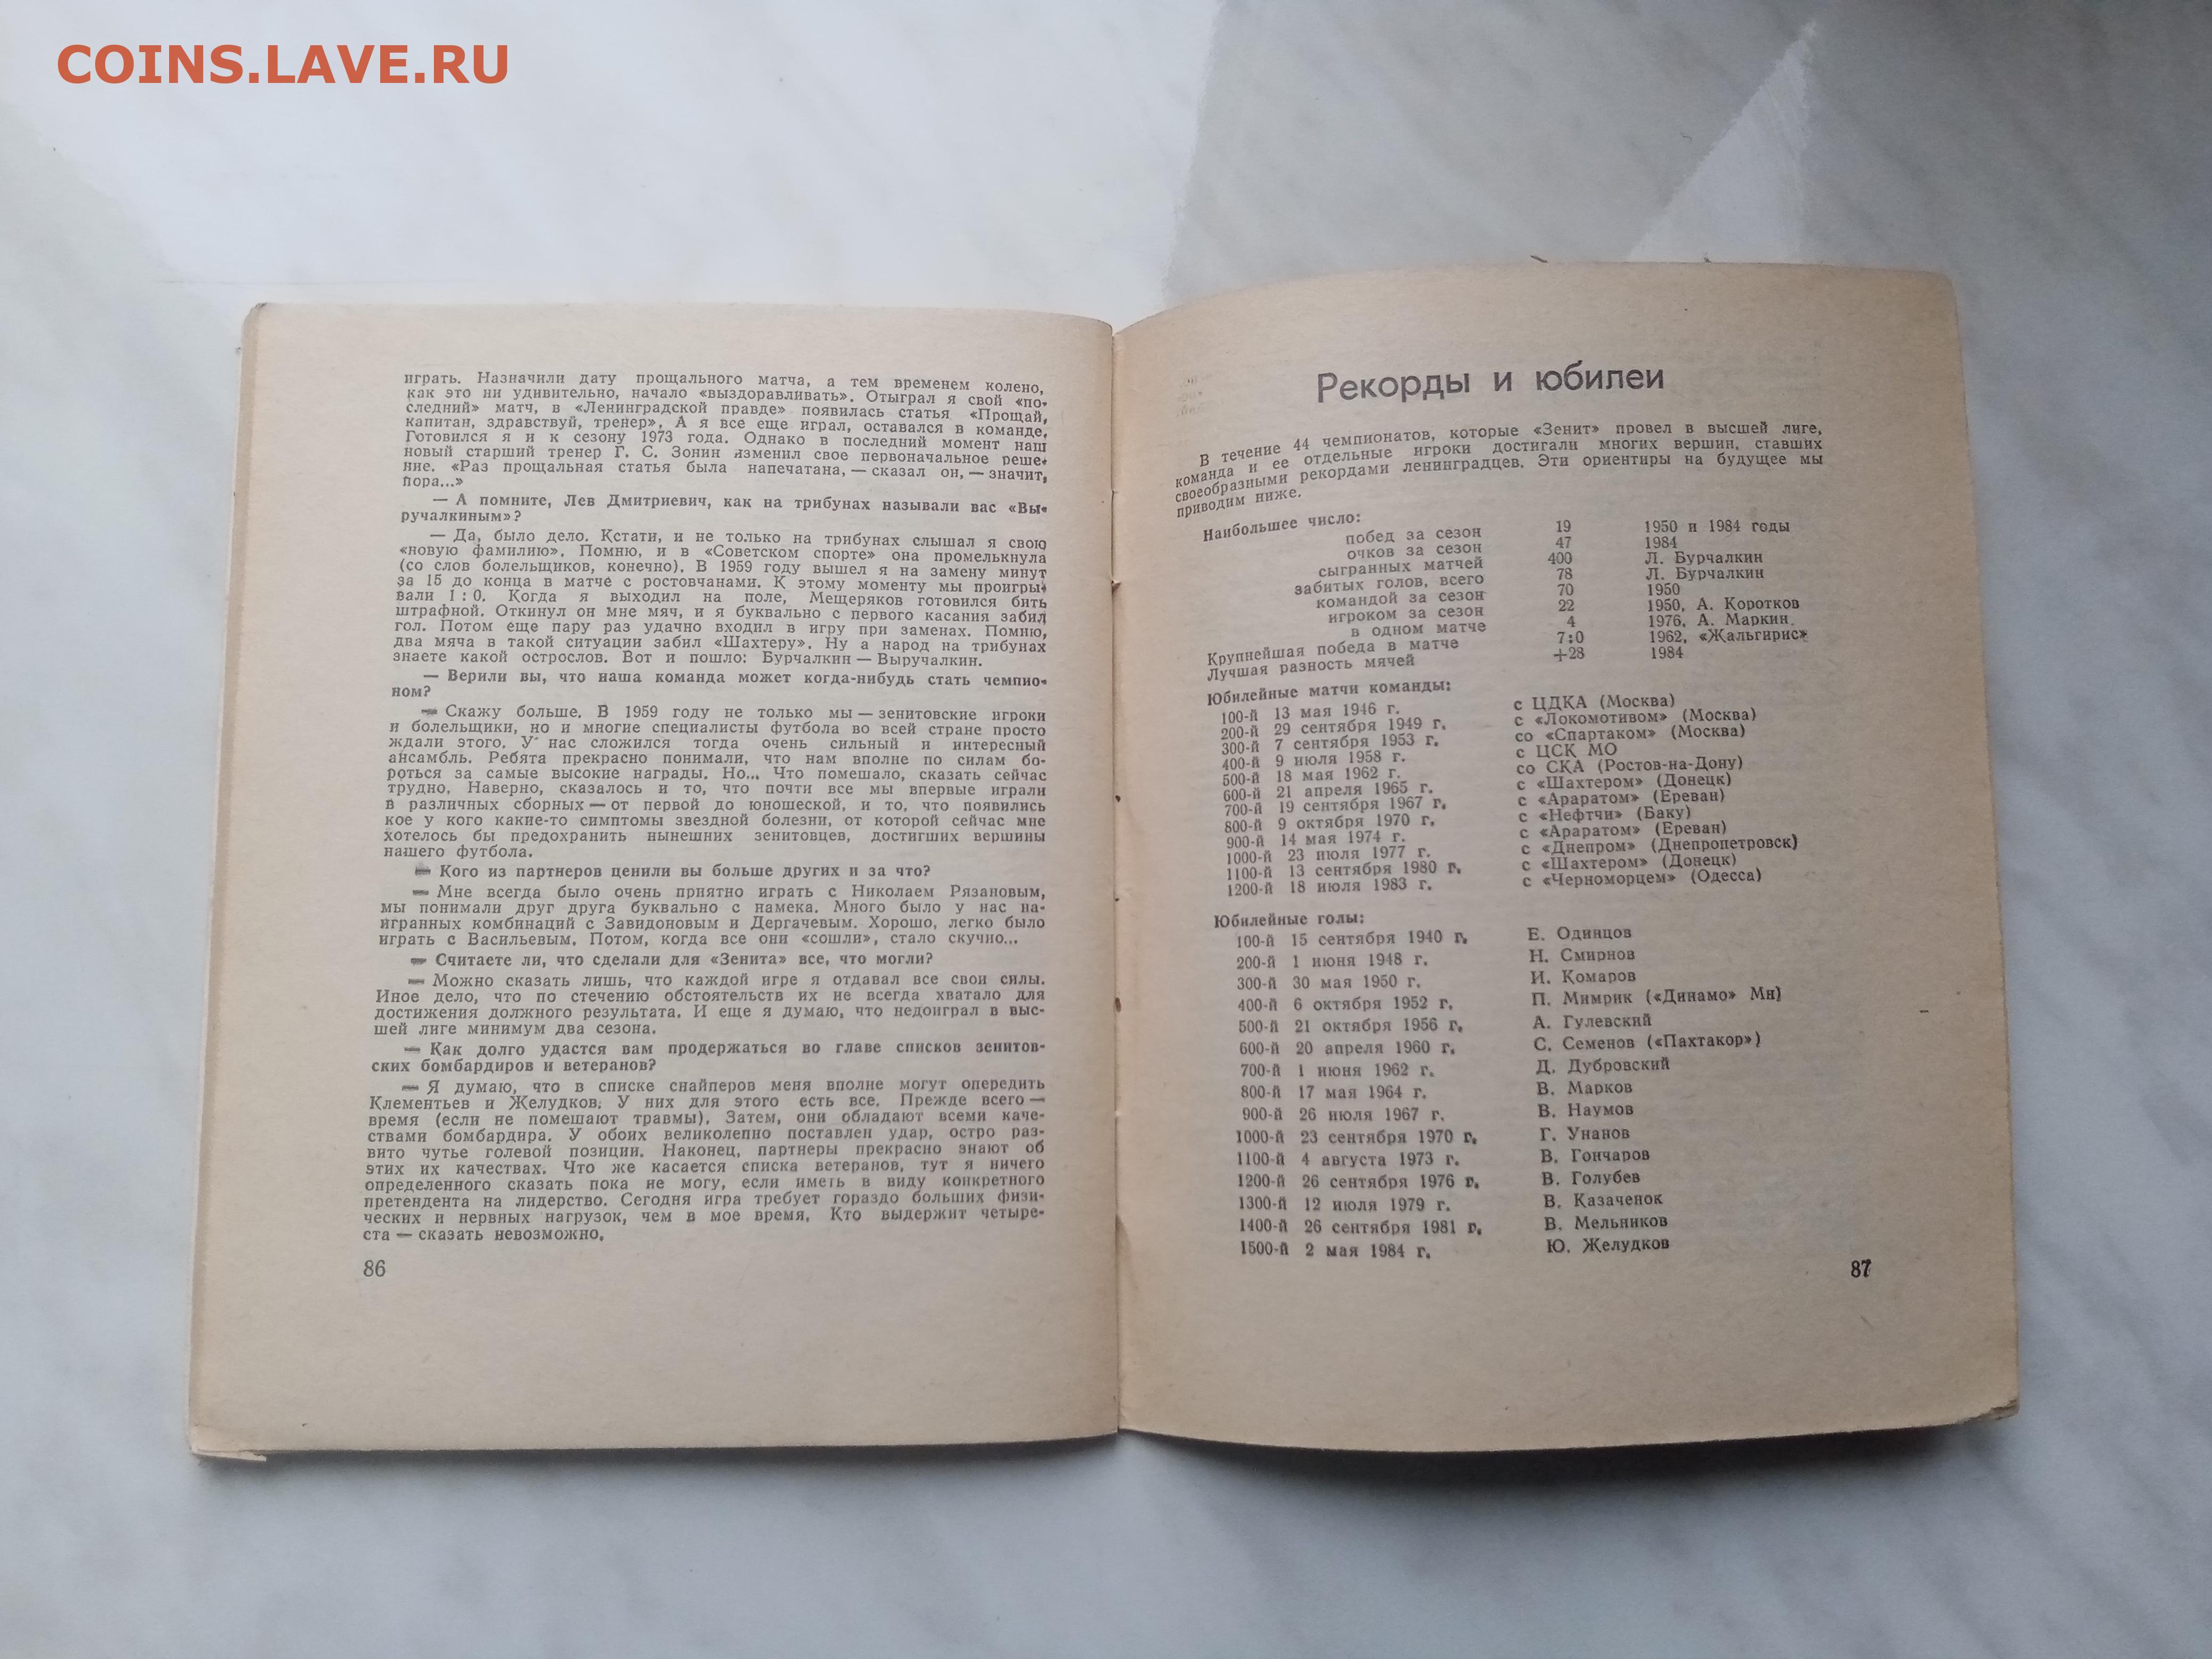 COINS.LAVE.RU
играть. Назначили дату прощального матча, а тем временем колено,
как это ни удивительно, начало «выздоравливать». Отыграл я свой «по-
следний» матч, в «Ленинградской правде» появилась статья «Прощай,
капитан, здравствуй, тренер». А я все еще играл, оставался в команде.
Готовился я и к сезону 1973 года. Однако в последний момент наш
новый старший тренер Г. С. Зонин изменил свое первоначальное реше-
ние. «Раз прощальная статья была напечатана, — сказал он, — значит,
пора...»
— А помните, Лев Дмитриевич, как на трибунах называли вас «Вы-
ручалкиным»?
— Да, было дело. Кстати, и не только на трибунах слышал я свою
«новую фамилию». Помню, и в «Советском спорте» она промелькнула
(со слов болельщиков, конечно). В 1959 году вышел я на замену минут
за 15 до конца в матче с ростовчанами. К этому моменту мы проигры-
вали 1 : 0. Когда я выходил на поле, Мещеряков готовился бить
штрафной. Откинул он мне мяч, и я буквально с первого касания забил
гол. Потом еще пару раз удачно входил в игру при заменах. Помню,
два мяча в такой ситуации забил «Шахтеру». Ну а народ на трибунах
знаете какой острослов. Вот и пошло: Бурчалкин — Выручалкин.
— Верили вы, что наша команда может когда-нибудь стать чемпио-
ном?
— Скажу больше. В 1959 году не только мы — зенитовские игроки
и болельщики, но и многие специалисты футбола во всей стране просто
ждали этого. У нас сложился тогда очень сильный и интересный
ансамбль. Ребята прекрасно понимали, что нам вполне по силам бо-
роться за самые высокие награды. Но... Что помешало, сказать сейчас
трудно. Наверно, сказалось и то, что почти все мы впервые играли
в различных сборных — от первой до юношеской, и то, что появились
кое у кого какие-то симптомы звездной болезни, от которой сейчас мне
хотелось бы предохранить нынешних зенитовцев, достигших вершины
нашего футбола.
— Кого из партнеров ценили вы больше других и за что?
— Мне всегда было очень приятно играть с Николаем Рязановым,
мы понимали друг друга буквально с намека. Много было у нас на-
игранных комбинаций с Завидоновым и Дергачевым. Хорошо, легко было
играть с Васильевым. Потом, когда все они «сошли», стало скучно...
— Считаете ли, что сделали для «Зенита» все, что могли?
— Можно сказать лишь, что каждой игре я отдавал все свои силы.
Иное дело, что по стечению обстоятельств их не всегда хватало для
достижения должного результата. И еще я думаю, что недоиграл в выс-
шей лиге минимум два сезона.
— Как долго удастся вам продержаться во главе списков зенитов-
ских бомбардиров и ветеранов?
— Я думаю, что в списке снайперов меня вполне могут опередить
Клементьев и Желудков. У них для этого есть все. Прежде всего —
время (если не помешают травмы). Затем, они обладают всеми каче-
ствами бомбардира. У обоих великолепно поставлен удар, остро раз-
вито чутье голевой позиции. Наконец, партнеры прекрасно знают об
этих их качествах. Что же касается списка ветеранов, тут я ничего
определенного сказать пока не могу, если иметь в виду конкретного
претендента на лидерство. Сегодня игра требует гораздо больших физи-
ческих и нервных нагрузок, чем в мое время. Кто выдержит четыре-
ста — сказать невозможно.
86
Рекорды и юбилеи
В течение 44 чемпионатов, которые «Зенит» провел в высшей лиге,
команда и ее отдельные игроки достигали многих вершин, ставших
своеобразными рекордами ленинградцев. Эти ориентиры на будущее мы
приводим ниже.
Наибольшее число:
побед за сезон 19 1950 и 1984 годы
очков за сезон 47 1984
сыгранных матчей 400 Л. Бурчалкин
забитых голов, всего 78 Л. Бурчалкин
командой за сезон 70 1950
игроком за сезон 22 1950, А. Коротков
в одном матче 4 1976, А. Маркин
Крупнейшая победа в матче 7:0 1962, «Жальгирис»
Лучшая разность мячей +28 1984
Юбилейные матчи команды:
100-й 13 мая 1946 г. с ЦДКА (Москва)
200-й 29 сентября 1949 г. с «Локомотивом» (Москва)
300-й 7 сентября 1953 г. со «Спартаком» (Москва)
400-й 9 июля 1958 г. с ЦСК МО
500-й 18 мая 1962 г. со СКА (Ростов-на-Дону)
600-й 21 апреля 1965 г. с «Шахтером» (Донецк)
700-й 19 сентября 1967 г. с «Араратом» (Ереван)
800-й 9 октября 1970 г. с «Нефтчи» (Баку)
900-й 14 мая 1974 г. с «Араратом» (Ереван)
1000-й 23 июля 1977 г. с «Днепром» (Днепропетровск)
1100-й 13 сентября 1980 г. с «Шахтером» (Донецк)
1200-й 18 июля 1983 г. с «Черноморцем» (Одесса)
Юбилейные голы:
100-й 15 сентября 1940 г. Е. Одинцов
200-й 1 июня 1948 г. Н. Смирнов
300-й 30 мая 1950 г. И. Комаров
400-й 6 октября 1952 г. П. Мимрик («Динамо» Мн)
500-й 21 октября 1956 г. А. Гулевский
600-й 20 апреля 1960 г. С. Семенов («Пахтакор»)
700-й 1 июня 1962 г. Д. Дубровский
800-й 17 мая 1964 г. В. Марков
900-й 26 июля 1967 г. В. Наумов
1000-й 23 сентября 1970 г. Г. Унанов
1100-й 4 августа 1973 г. В. Гончаров
1200-й 26 сентября 1976 г. В. Голубев
1300-й 12 июля 1979 г. В. Казаченок
1400-й 26 сентября 1981 г. В. Мельников
1500-й 2 мая 1984 г. Ю. Желудков
87